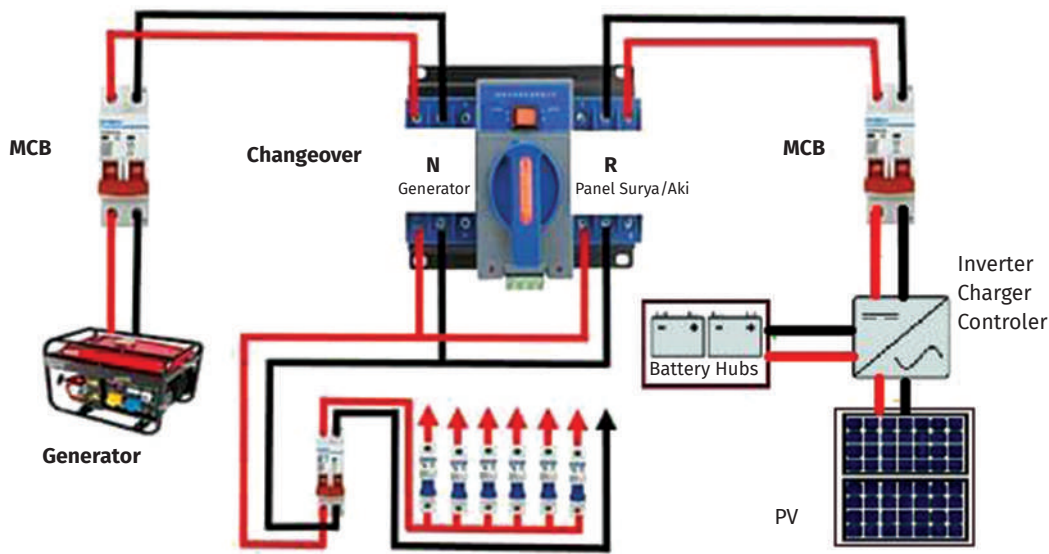 MCB
Changeover
N
Generator
R
Panel Surya/Aki
MCB
Inverter
Charger
Controler
Battery Hubs
Generator
PV